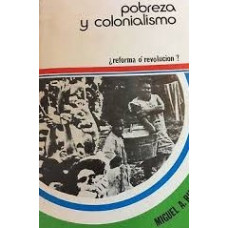 pobreza
y colonialismo
¿reforma o revolucion?
MIGUEL A.